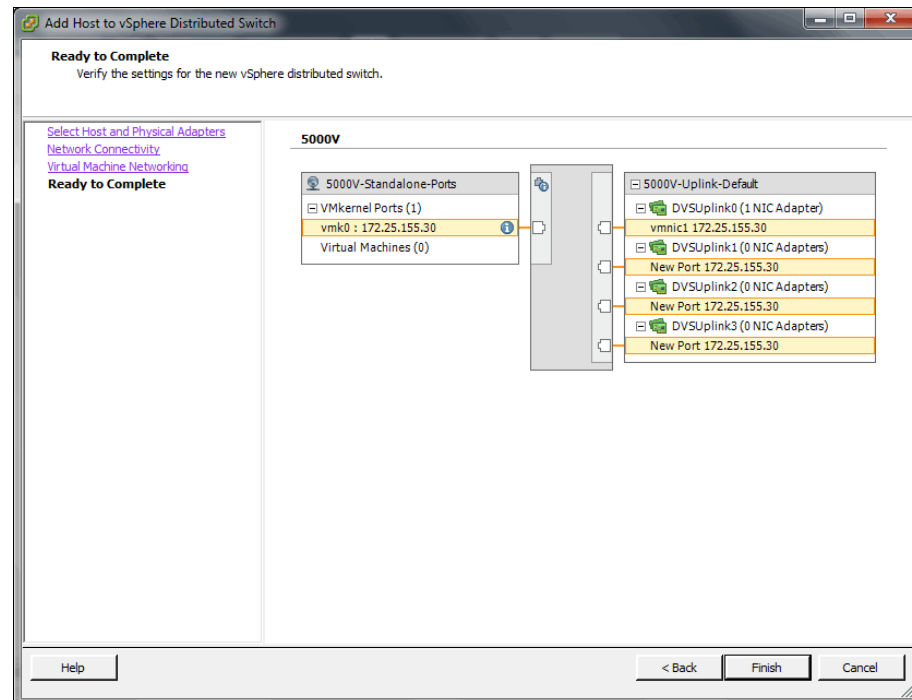 Add Host to vSphere Distributed Switch
Ready to Complete
Verify the settings for the new vSphere distributed switch.
Select Host and Physical Adapters
Network Connectivity
Virtual Machine Networking
Ready to Complete
5000V
5000V-Standalone-Ports
VMkernel Ports (1)
vmk0 : 172.25.155.30
Virtual Machines (0)
5000V-Uplink-Default
DVSUplink0 (1 NIC Adapter)
vmnic1 172.25.155.30
DVSUplink1 (0 NIC Adapters)
New Port 172.25.155.30
DVSUplink2 (0 NIC Adapters)
New Port 172.25.155.30
DVSUplink3 (0 NIC Adapters)
New Port 172.25.155.30
Help
< Back
Finish
Cancel